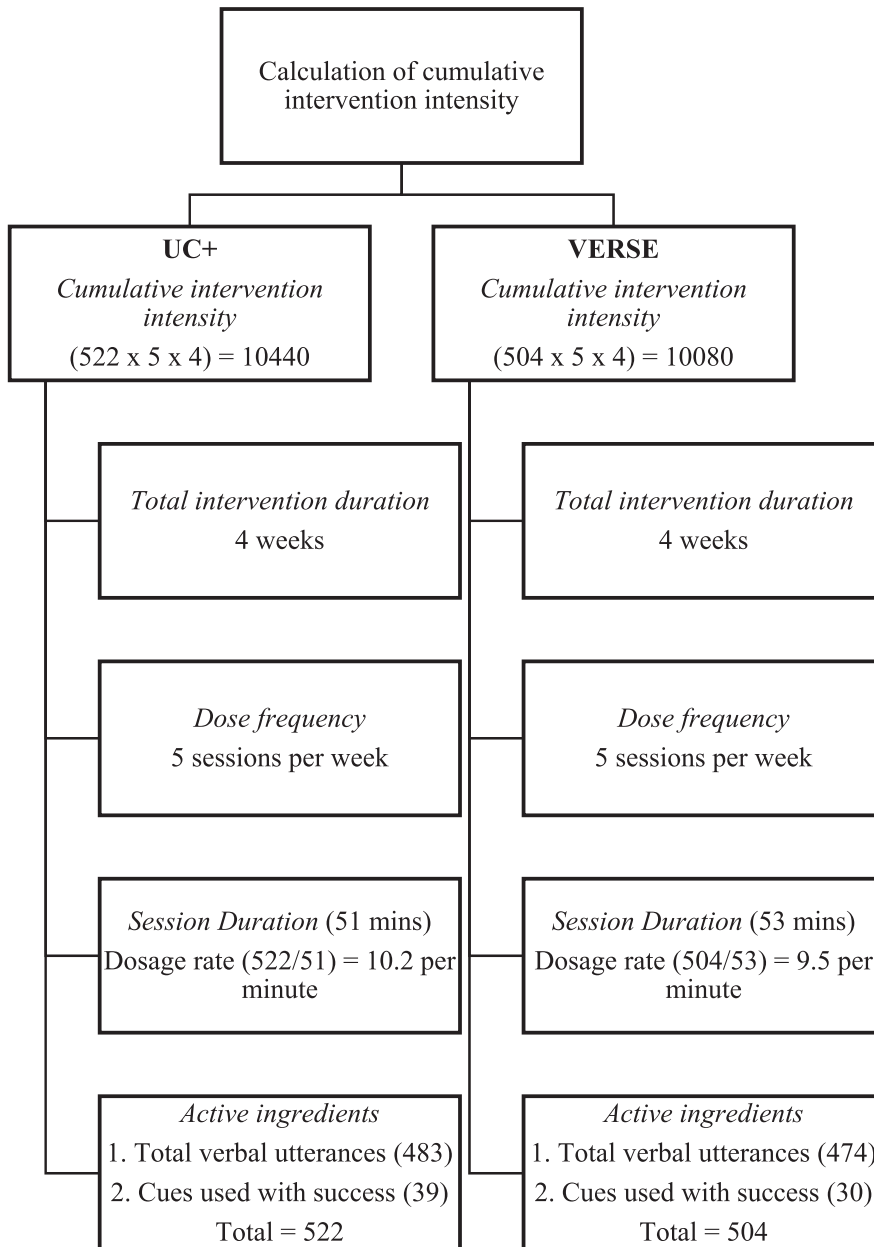 Calculation of cumulative
intervention intensity
UC+
Cumulative intervention
intensity
(522 x 5 x 4) = 10440
Total intervention duration
4 weeks
Dose frequency
5 sessions per week
Session Duration (51 mins)
Dosage rate (522/51) = 10.2 per
minute
Active ingredients
1. Total verbal utterances (483)
2. Cues used with success (39)
Total = 522
VERSE
Cumulative intervention
intensity
(504 x 5 x 4) = 10080
Total intervention duration
4 weeks
Dose frequency
5 sessions per week
Session Duration (53 mins)
Dosage rate (504/53) = 9.5 per
minute
Active ingredients
1. Total verbal utterances (474)
2. Cues used with success (30)
Total = 504